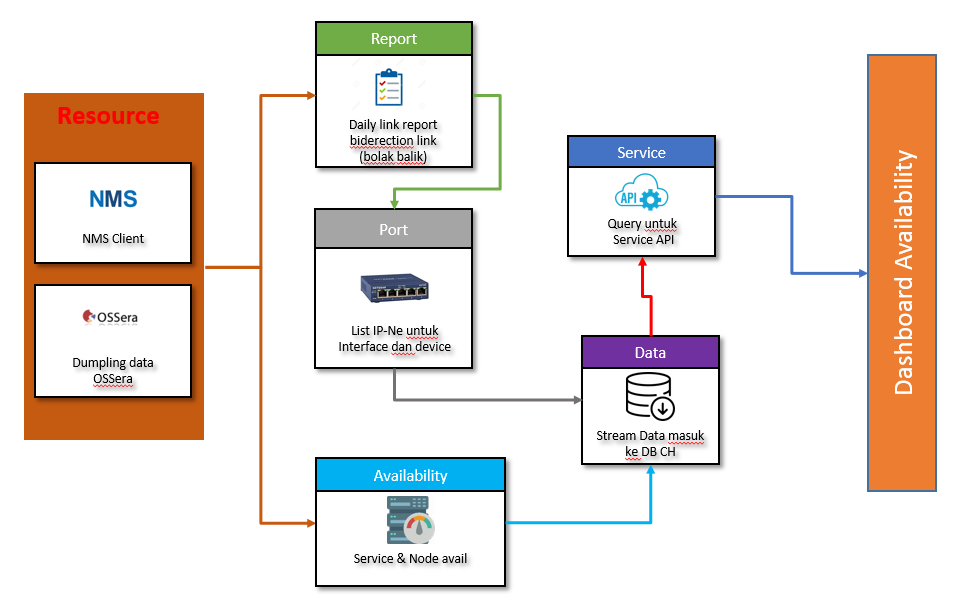 Resource
NMS
NMS Client
OSSera
Dumpling data
OSSera
Report
Daily link report
biderection link
(bolak balik)
Port
List IP-Ne untuk
Interface dan device
Availability
Service & Node avail
Service
API
Query untuk
Service API
Data
Stream Data masuk
ke DB CH
Dashboard Availability